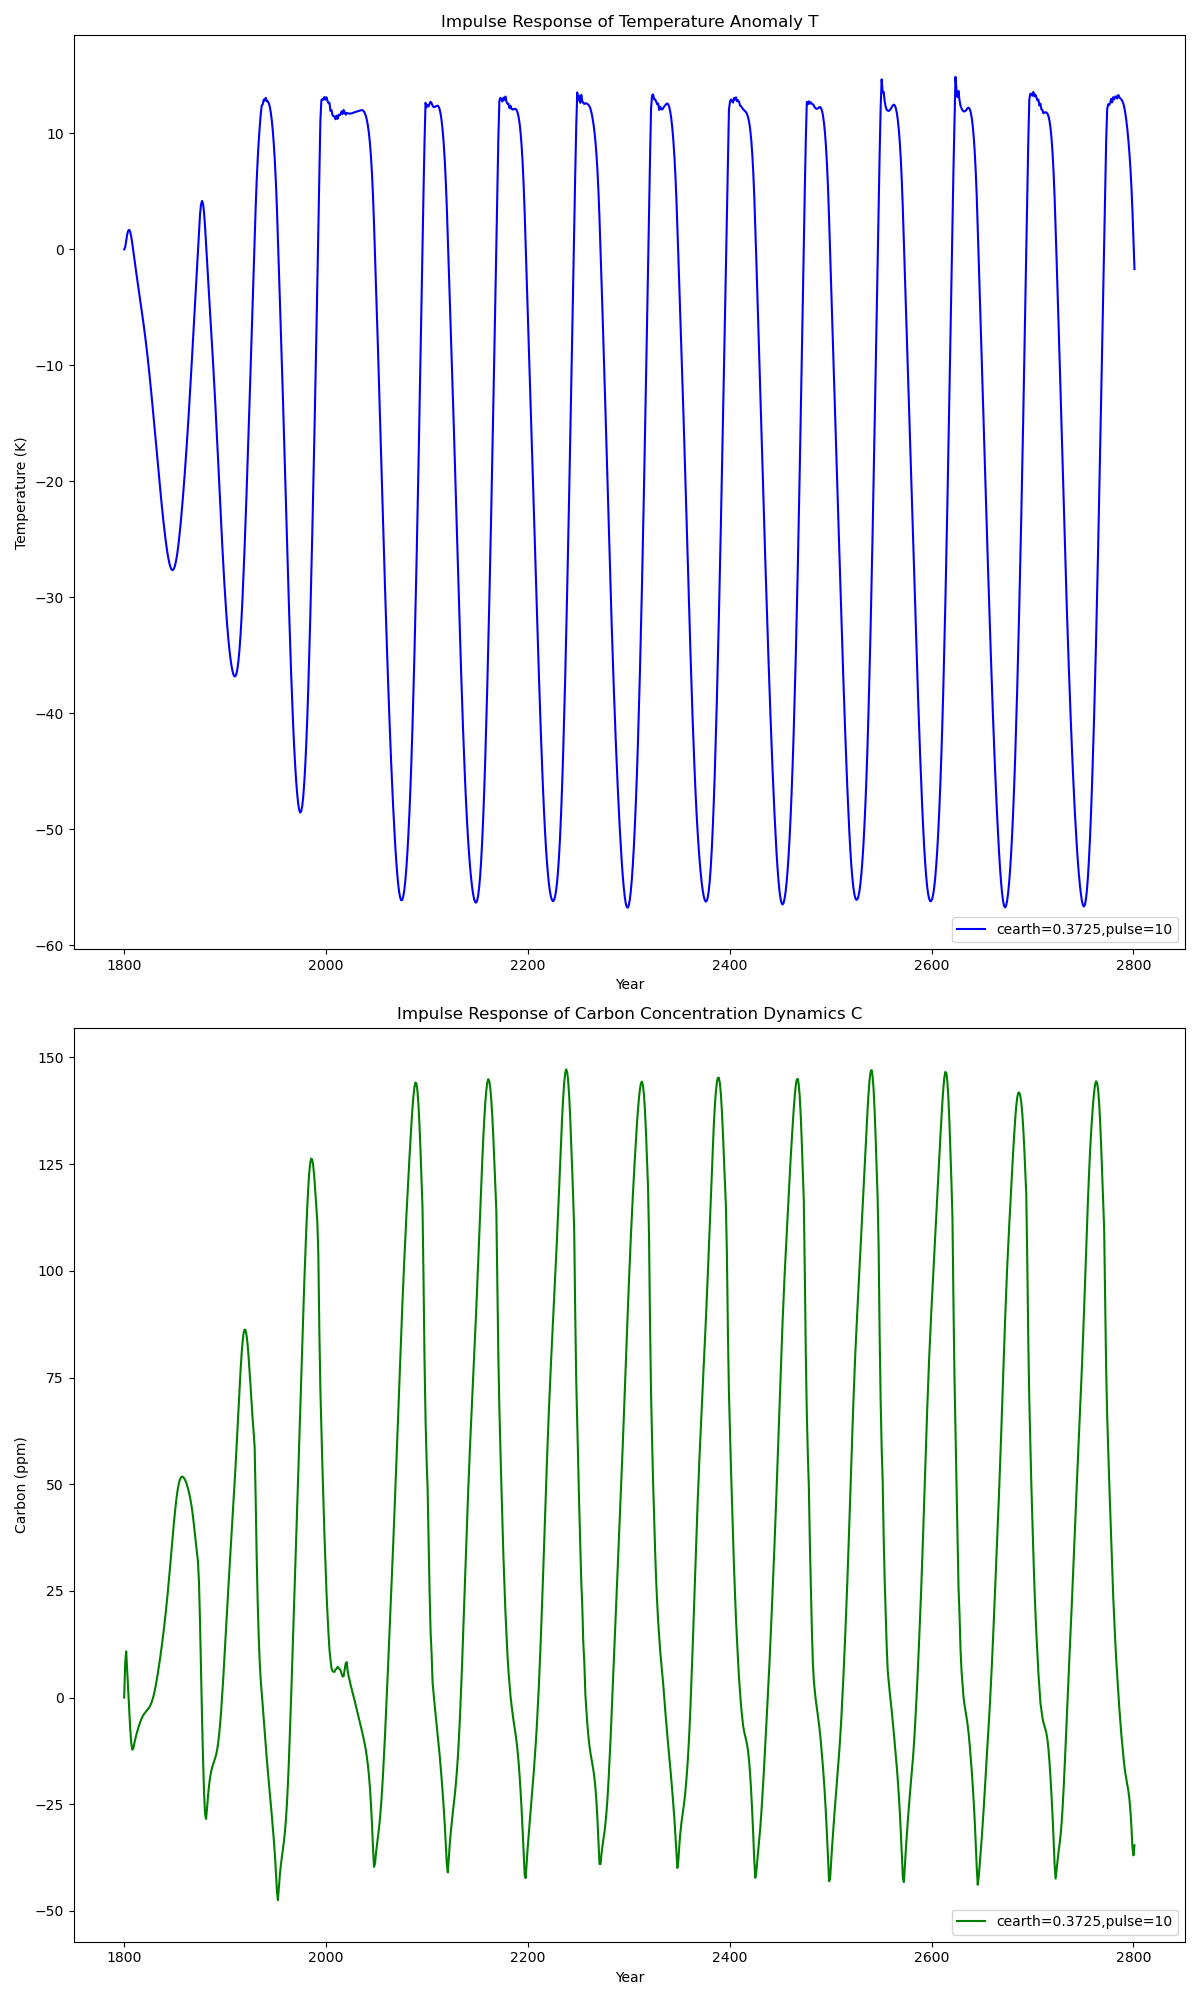 Impulse Response of Temperature Anomaly T
10
0
−10
−20
−30
−40
−50
−60
Temperature (K)
cearth=0.3725,pulse=10
1800 2000 2200 2400 2600 2800
Year
Impulse Response of Carbon Concentration Dynamics C
150
125
100
75
50
25
0
−25
−50
Carbon (ppm)
cearth=0.3725,pulse=10
1800 2000 2200 2400 2600 2800
Year